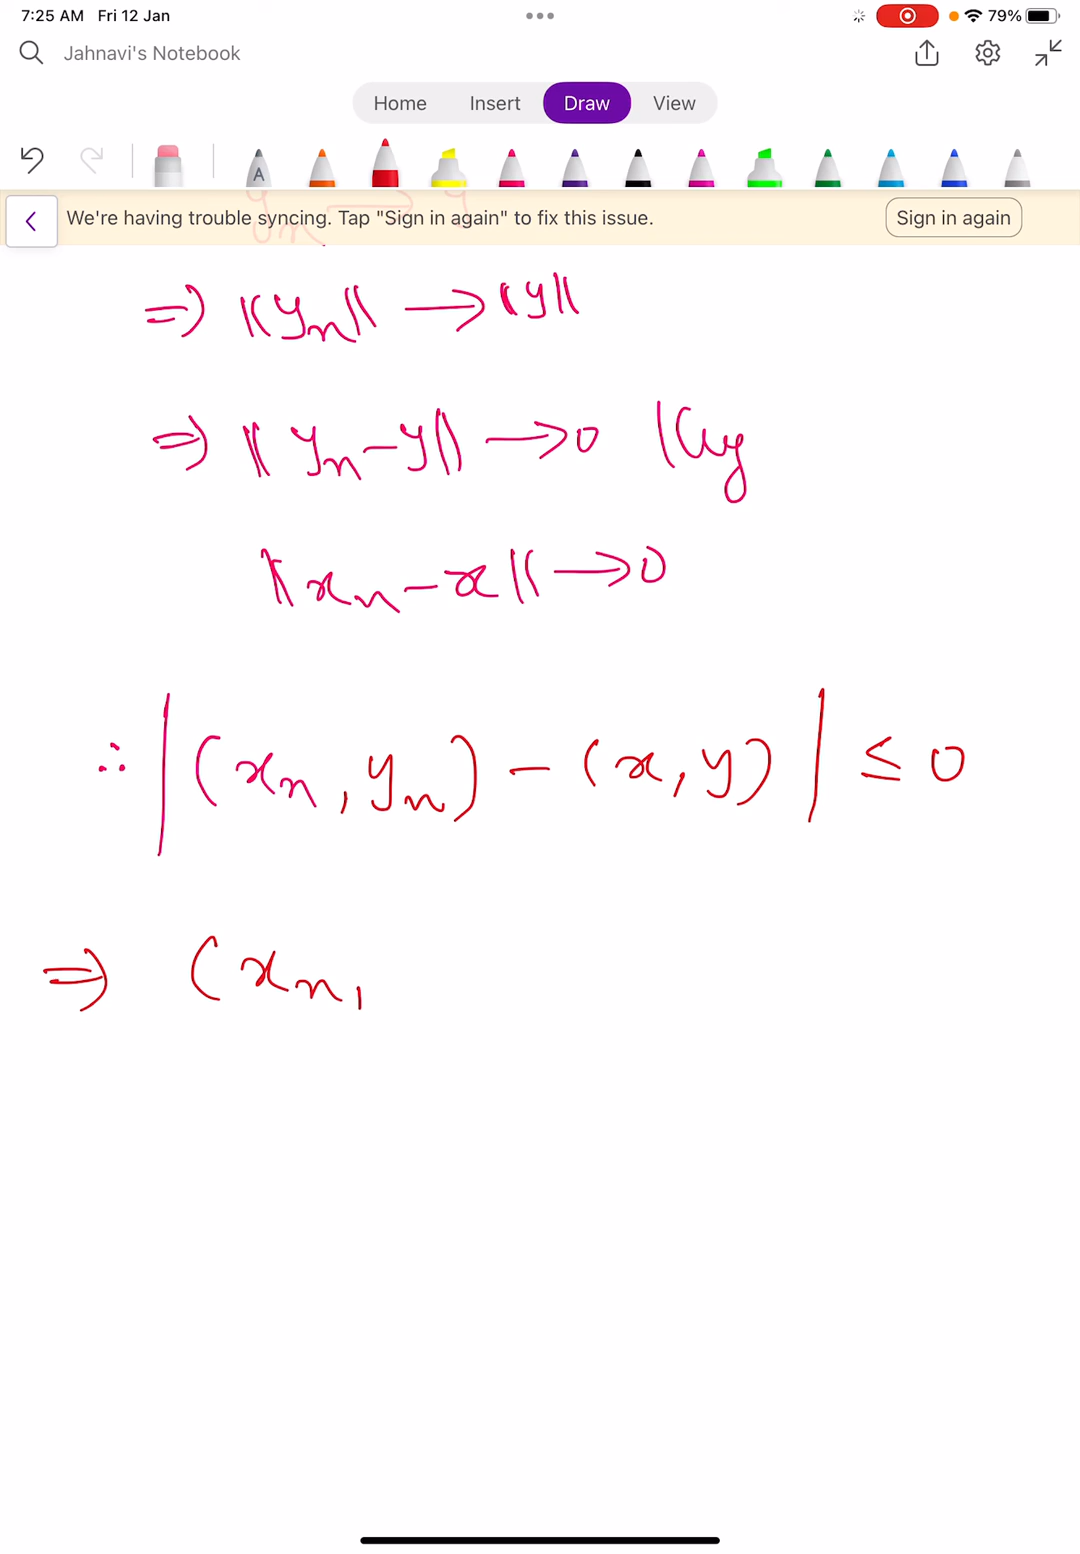 7:25 AM Fri 12 Jan
79%
Jahnavi's Notebook
Home Insert Draw View
A
We're having trouble syncing. Tap "Sign in again" to fix this issue. Sign in again
yₙ → y
⇒ ‖yₙ‖ → ‖y‖
⇒ ‖yₙ - y‖ → 0 ‖ly
‖xₙ - x‖ → 0
∴ |(xₙ, yₙ) - (x, y)| ≤ 0
⇒ (xₙ,